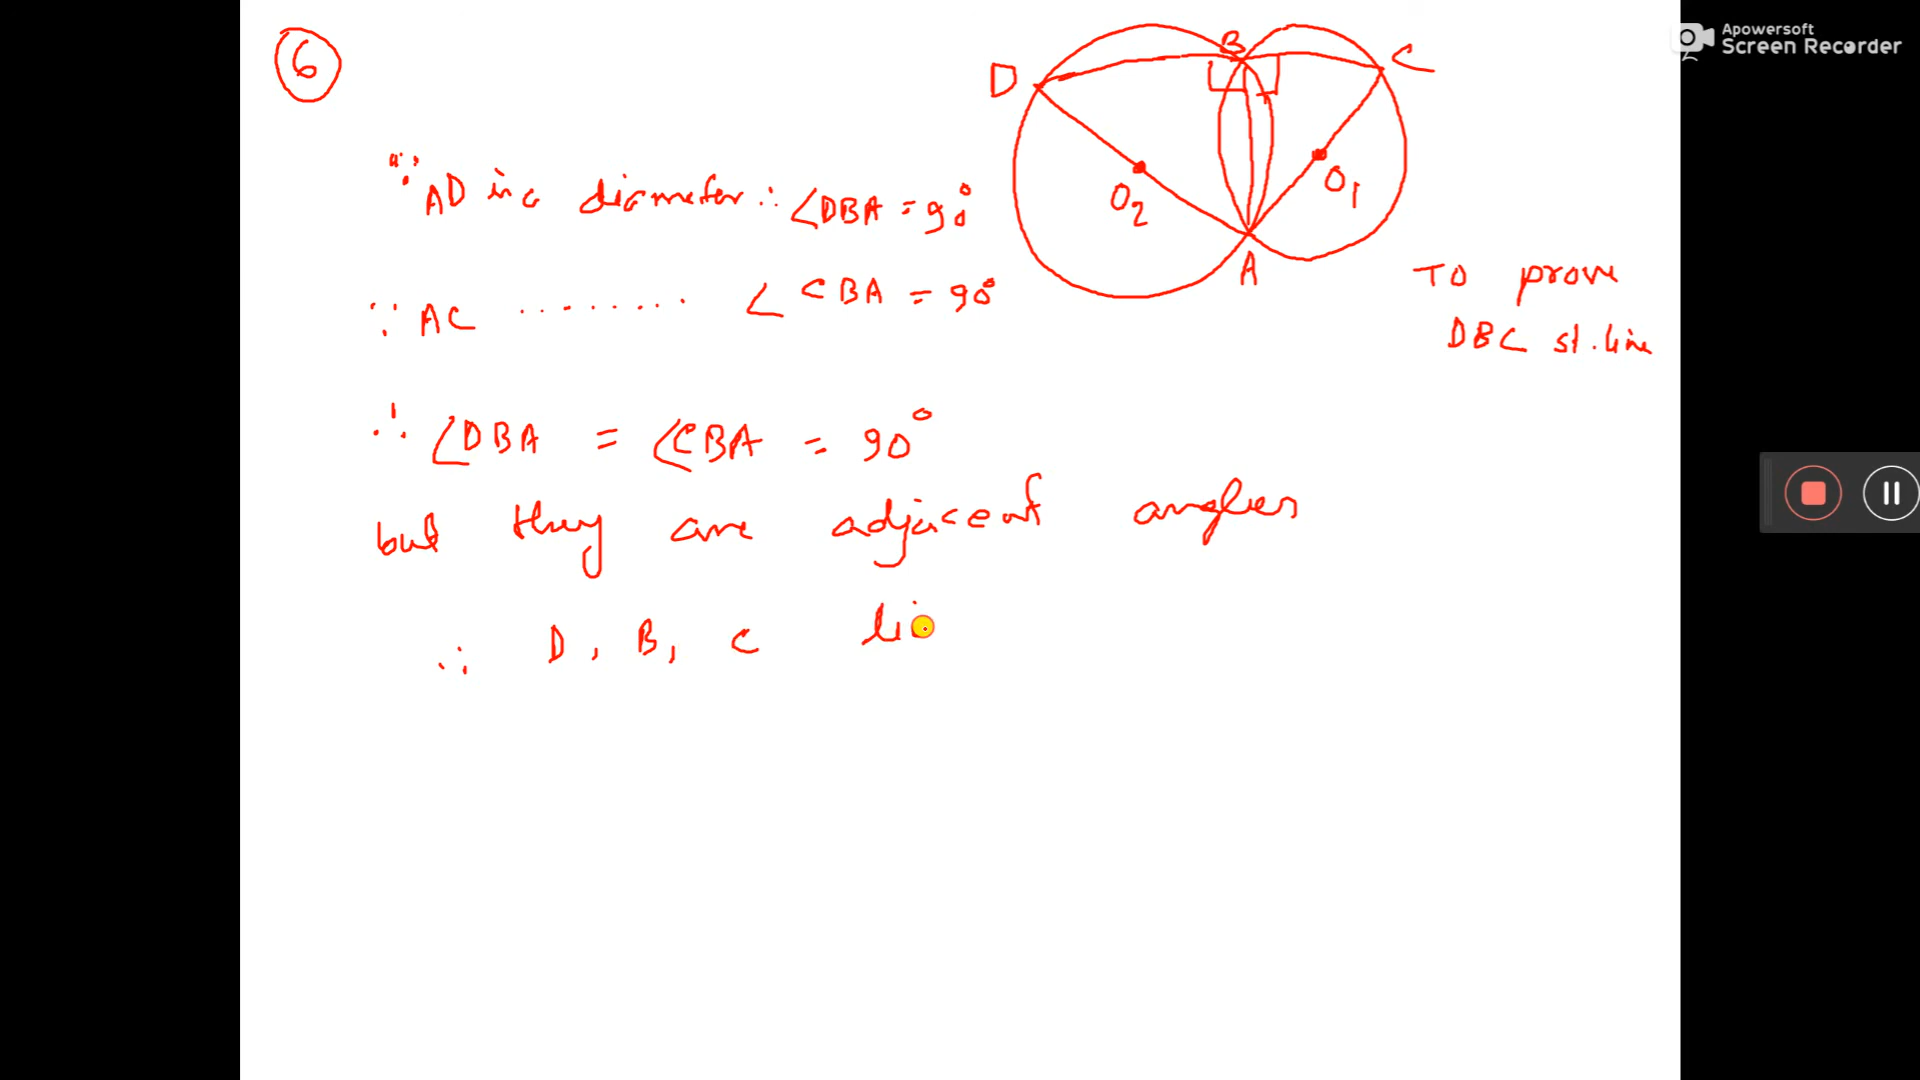 6
D B C
O₂ O₁
A
∵ AD is a diameter ∴ ∠DBA = 90°
∵ AC ........ ∠CBA = 90°
To prove
DBC st. line
∴ ∠DBA = ∠CBA = 90°
but they are adjacent angles
∴ D, B, C li
Apowersoft
Screen Recorder